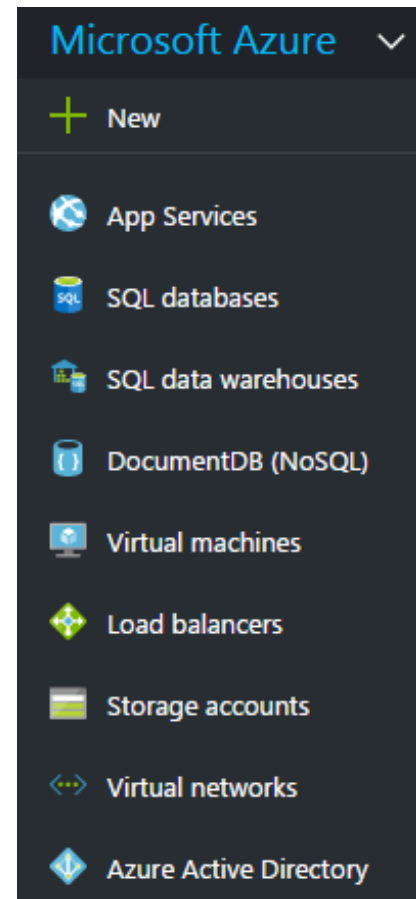 Microsoft Azure
New
App Services
SQL
SQL databases
SQL data warehouses
DocumentDB (NoSQL)
Virtual machines
Load balancers
Storage accounts
Virtual networks
Azure Active Directory